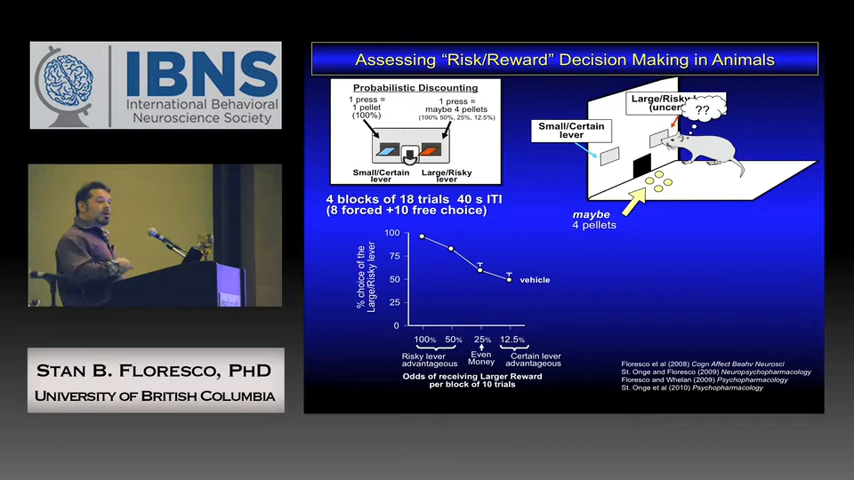 IBNS
International Behavioral
Neuroscience Society
STAN B. FLORESCO, PHD
UNIVERSITY OF BRITISH COLUMBIA
Assessing “Risk/Reward” Decision Making in Animals
Probabilistic Discounting
1 press =
1 pellet
(100%)
1 press =
maybe 4 pellets
(100% 50%, 25%, 12.5%)
Small/Certain
lever
Large/Risky
lever
4 blocks of 18 trials 40 s ITI
(8 forced +10 free choice)
Large/Risky
(uncer
??
Small/Certain
lever
maybe
4 pellets
% choice of the
Large/Risky lever
100
75
50
25
0
vehicle
100% 50% 25% 12.5%
Risky lever
advantageous
Even
Money
Certain lever
advantageous
Odds of receiving Larger Reward
per block of 10 trials
Floresco et al (2008) Cogn Affect Beahv Neurosci
St. Onge and Floresco (2009) Neuropsychopharmacology
Floresco and Whelan (2009) Psychopharmacology
St. Onge et al (2010) Psychopharmacology